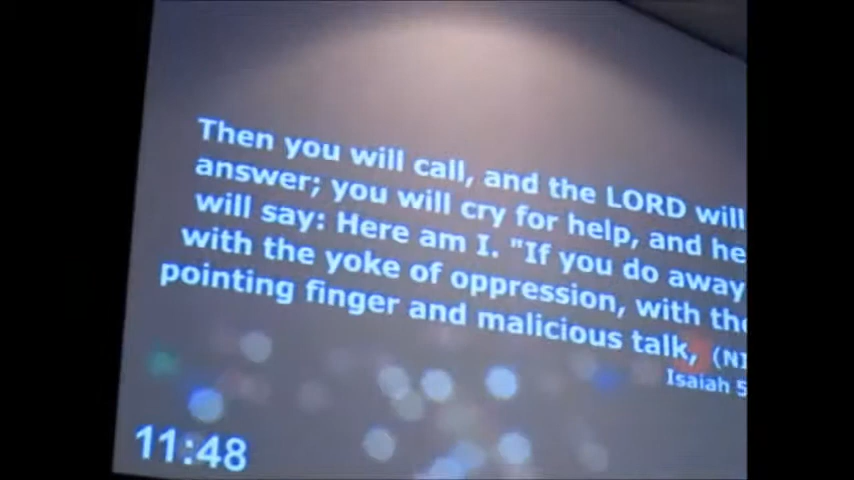 Then you will call, and the LORD will
answer; you will cry for help, and he
will say: Here am I. "If you do away
with the yoke of oppression, with the
pointing finger and malicious talk, (NI
Isaiah 5
11:48